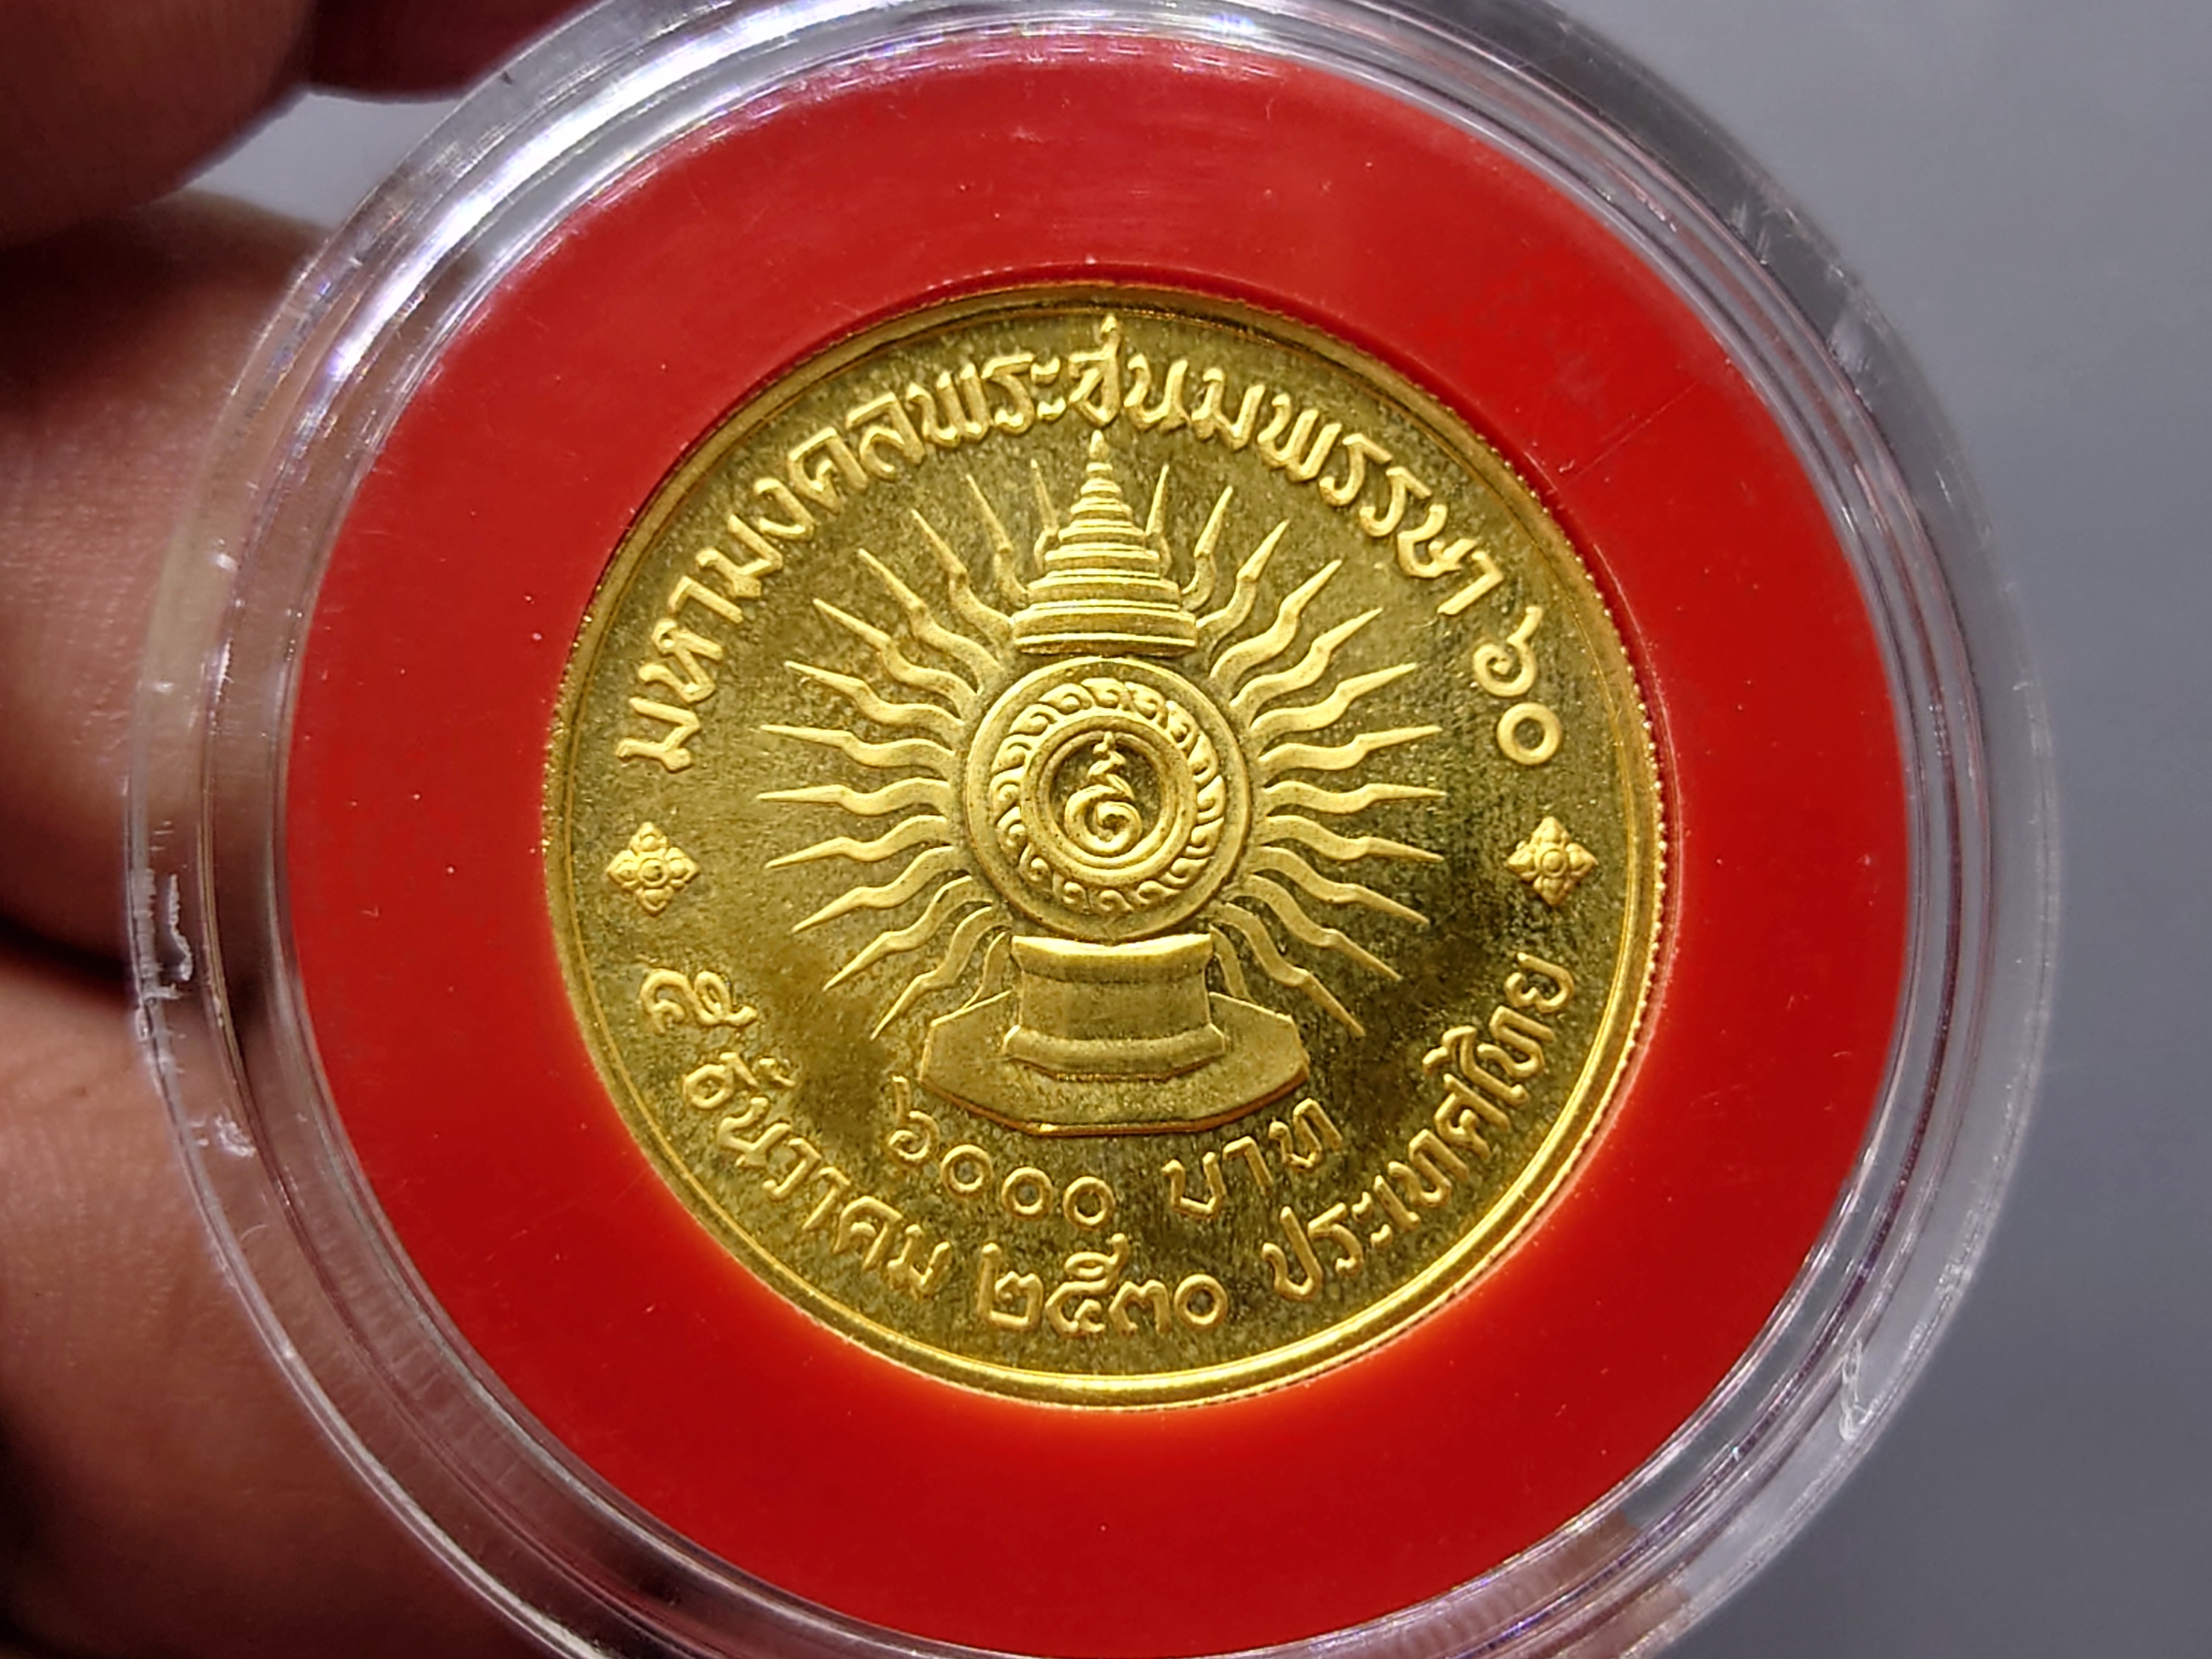 มหามงคลพระชนมพรรษา ๖๐
๖๐๐๐ บาท
๕ ธันวาคม ๒๕๓๐ ประเทศไทย